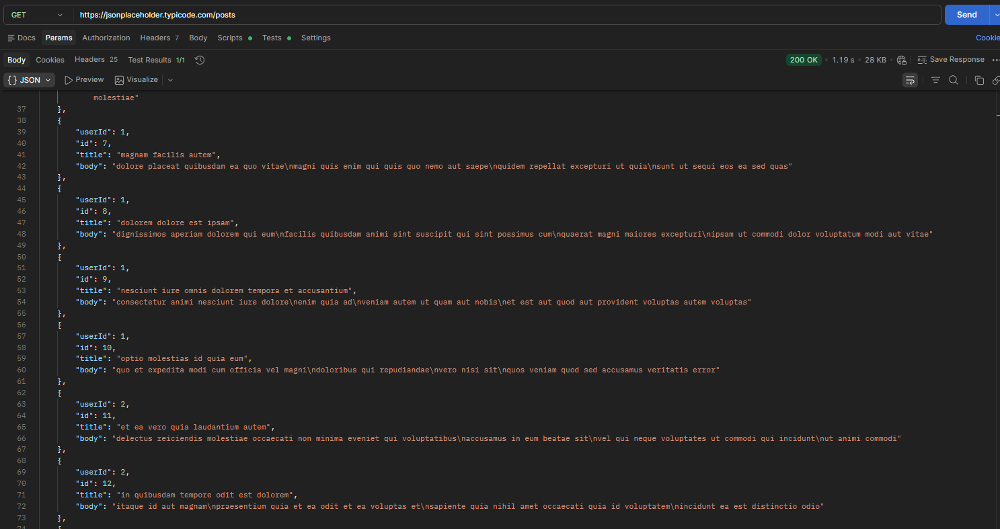 GET https://jsonplaceholder.typicode.com/posts Send
Docs Params Authorization Headers 7 Body Scripts Tests Settings Cookie
Body Cookies Headers 25 Test Results 1/1 200 OK 1.19 s 28 KB e.g. Save Response
{ } JSON Preview Visualize
molestiae"
37 },
38 {
39 "userId": 1,
40 "id": 7,
41 "title": "magnam facilis autem",
42 "body": "dolore placeat quibusdam ea quo vitae\nmagni quis enim qui quis quo nemo aut saepe\nquidem repellat excepturi ut quia\nsunt ut sequi eos ea sed quas"
43 },
44 {
45 "userId": 1,
46 "id": 8,
47 "title": "dolorem dolore est ipsam",
48 "body": "dignissimos aperiam dolorem qui eum\nfacilis quibusdam animi sint suscipit qui sint possimus cum\nquaerat magni maiores excepturi\nipsam ut commodi dolor voluptatum modi aut vitae"
49 },
50 {
51 "userId": 1,
52 "id": 9,
53 "title": "nesciunt iure omnis dolorem tempora et accusantium",
54 "body": "consectetur animi nesciunt iure dolore\nenim quia ad\nveniam autem ut quam aut nobis\net est aut quod aut provident voluptas autem voluptas"
55 },
56 {
57 "userId": 1,
58 "id": 10,
59 "title": "optio molestias id quia eum",
60 "body": "quo et expedita modi cum officia vel magni\ndoloribus qui repudiandae\nvero nisi sit\nquos veniam quod sed accusamus veritatis error"
61 },
62 {
63 "userId": 2,
64 "id": 11,
65 "title": "et ea vero quia laudantium autem",
66 "body": "delectus reiciendis molestiae occaecati non minima eveniet qui voluptatibus\naccusamus in eum beatae sit\nvel qui neque voluptates ut commodi qui incidunt\nut animi commodi"
67 },
68 {
69 "userId": 2,
70 "id": 12,
71 "title": "in quibusdam tempore odit est dolorem",
72 "body": "itaque id aut magnam\npraesentium quia et ea odit et ea voluptas et\nsapiente quia nihil amet occaecati quia id voluptatem\nincidunt ea est distinctio odio"
73 },
74 {